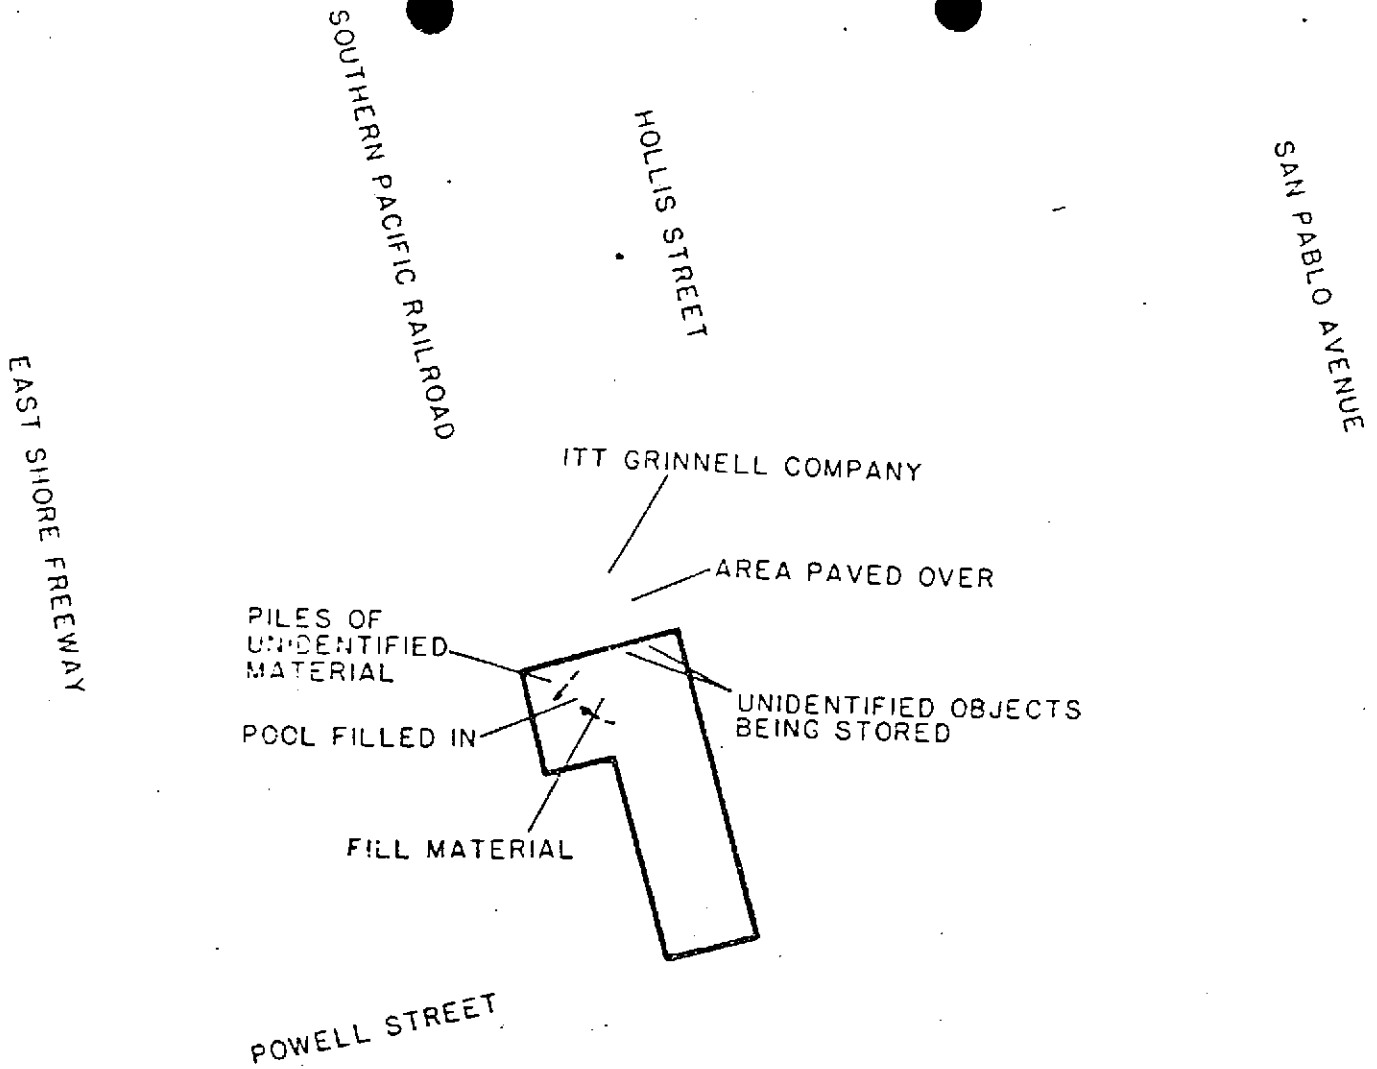 SOUTHERN PACIFIC RAILROAD
HOLLIS STREET
SAN PABLO AVENUE
EAST SHORE FREEWAY
ITT GRINNELL COMPANY
AREA PAVED OVER
PILES OF
UNIDENTIFIED
MATERIAL
UNIDENTIFIED OBJECTS
BEING STORED
POOL FILLED IN
FILL MATERIAL
POWELL STREET